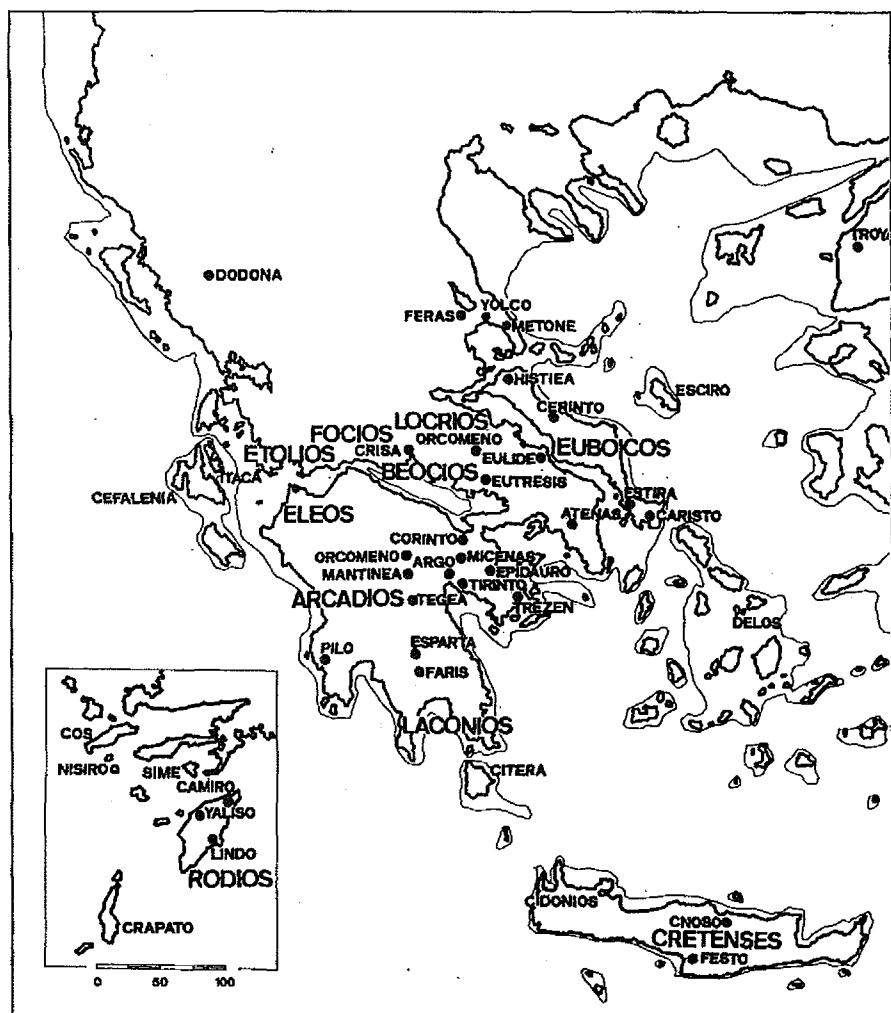 TROY
DODONA
FERAS
YOLCO
METONE
HISTIEA
ESCIRO
CERINTO
LOCRIOS
FOCIOS
ORCOMENO
EUBOICOS
ETOLIOS
CRISA
EULIDE
BEOCIOS
ITACA
EUTRESIS
CEFALENIA
ESTIRA
ELEOS
ATENAS
CARISTO
CORINTO
ORCOMENO
ARGO
MICENAS
MANTINEA
EPIDAURO
TIRINTO
ARCADIOS
TEGEA
TREZEN
DELOS
PILO
ESPARTA
FARIS
LACONIOS
CITERA
COS
NISIRO
SIME
CAMIRO
YALISO
LINDO
RODIOS
CRAPATO
0 50 100
CIDONIOS
CNOSO
CRETENSES
FESTO